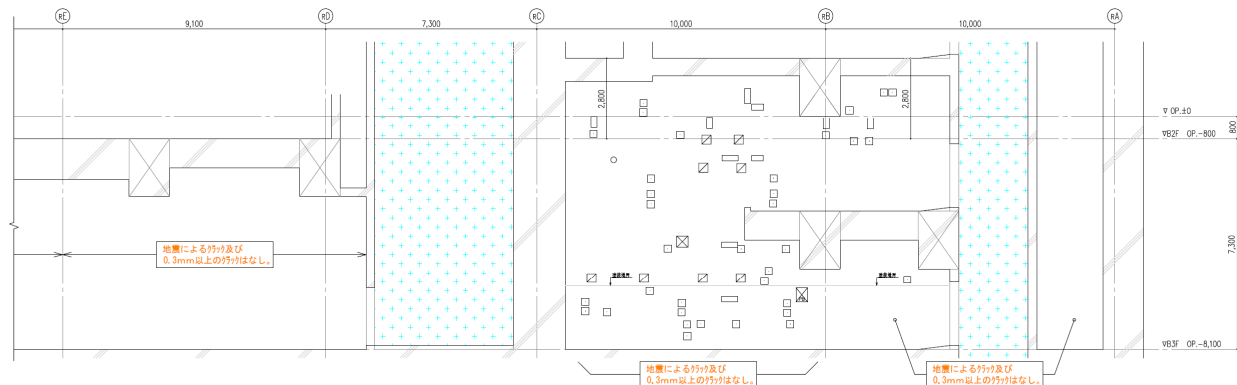 RE
RD
RC
RB
RA
9,100
7,300
10,000
10,000
2,800
2,800
▽ OP.±0
800
▽B2F OP.-800
7,300
地震によるクラック及び
0.3mm以上のクラックはなし。
▽B3F OP.-8,100
地震によるクラック及び
0.3mm以上のクラックはなし。
地震によるクラック及び
0.3mm以上のクラックはなし。